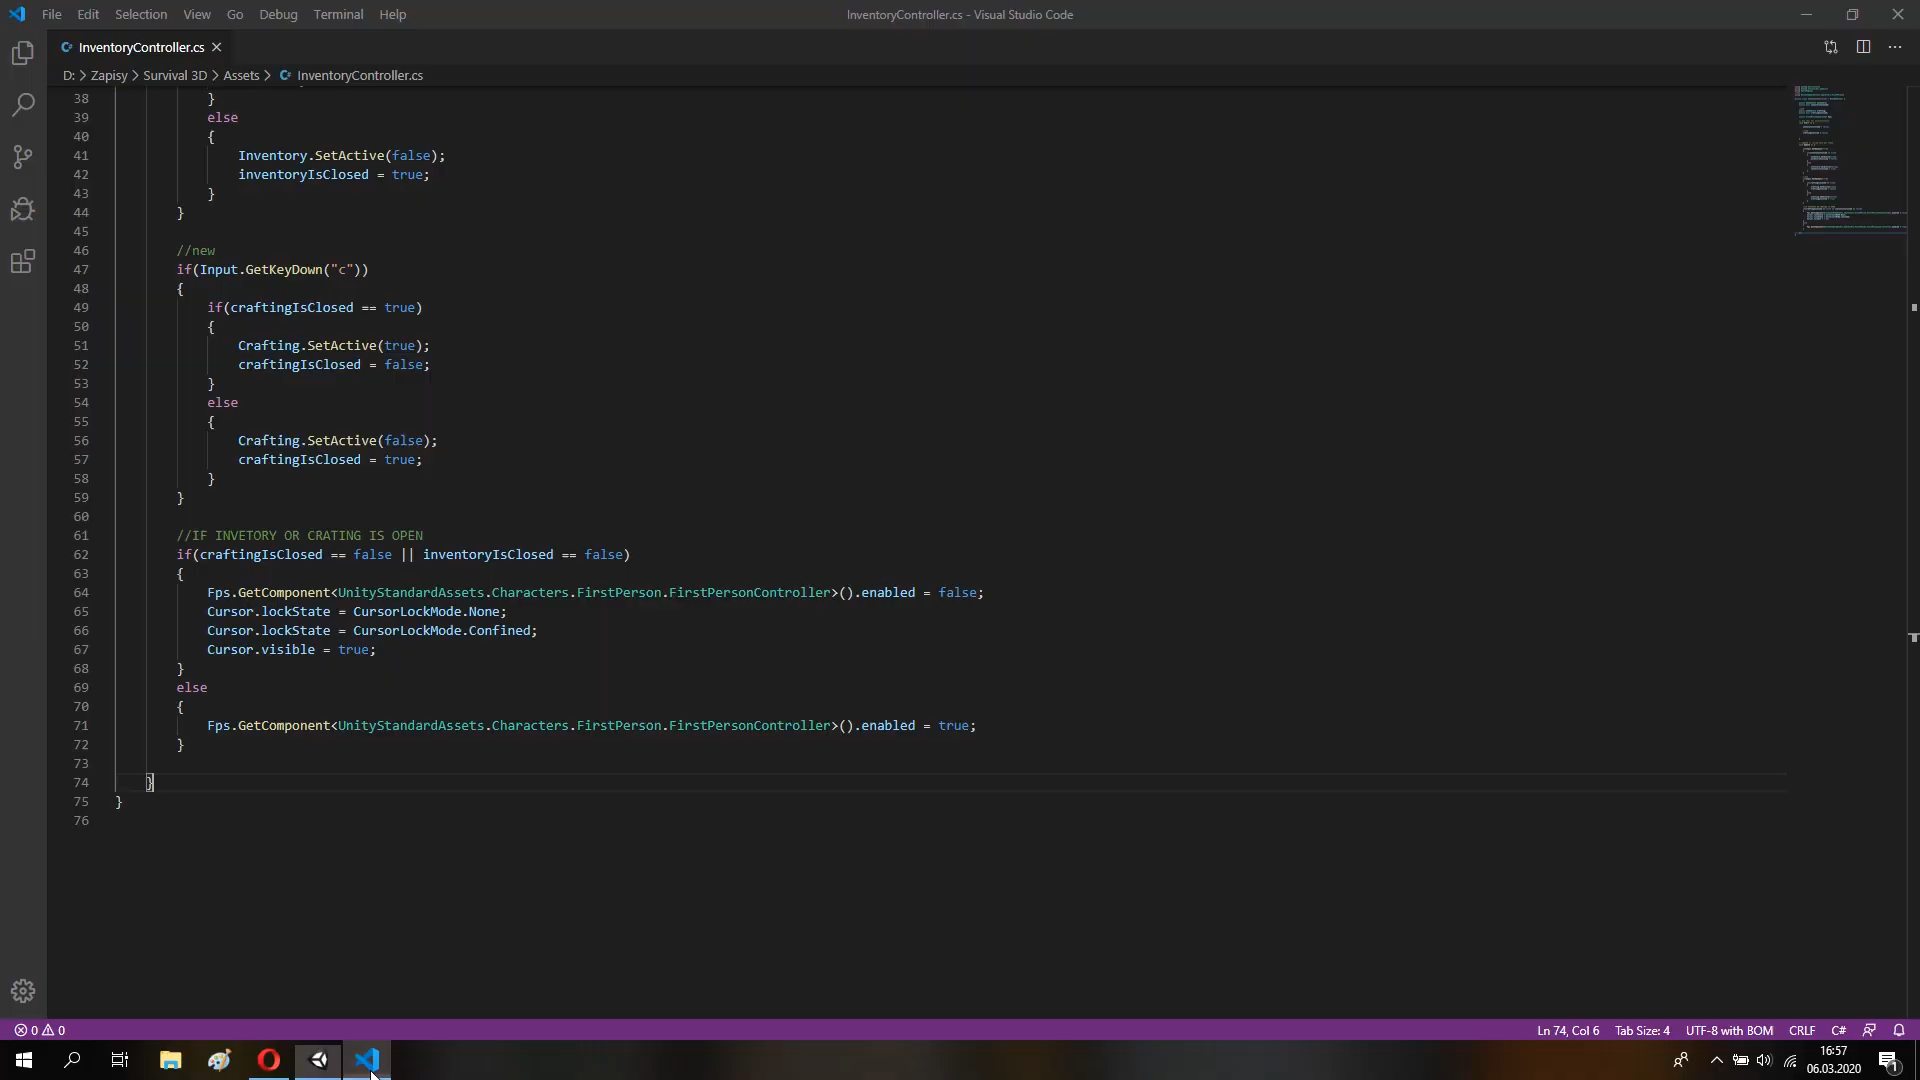 File Edit Selection View Go Debug Terminal Help
InventoryController.cs - Visual Studio Code
InventoryController.cs
D: > Zapisy > Survival 3D > Assets > InventoryController.cs
38 }
39 else
40 {
41 Inventory.SetActive(false);
42 inventoryIsClosed = true;
43 }
44 }
45
46 //new
47 if(Input.GetKeyDown("c"))
48 {
49 if(craftingIsClosed == true)
50 {
51 Crafting.SetActive(true);
52 craftingIsClosed = false;
53 }
54 else
55 {
56 Crafting.SetActive(false);
57 craftingIsClosed = true;
58 }
59 }
60
61 //IF INVETORY OR CRATING IS OPEN
62 if(craftingIsClosed == false || inventoryIsClosed == false)
63 {
64 Fps.GetComponent<UnityStandardAssets.Characters.FirstPerson.FirstPersonController>().enabled = false;
65 Cursor.lockState = CursorLockMode.None;
66 Cursor.lockState = CursorLockMode.Confined;
67 Cursor.visible = true;
68 }
69 else
70 {
71 Fps.GetComponent<UnityStandardAssets.Characters.FirstPerson.FirstPersonController>().enabled = true;
72 }
73
74 }
75 }
76
0 0 Ln 74, Col 6 Tab Size: 4 UTF-8 with BOM CRLF C#
16:57
06.03.2020
1